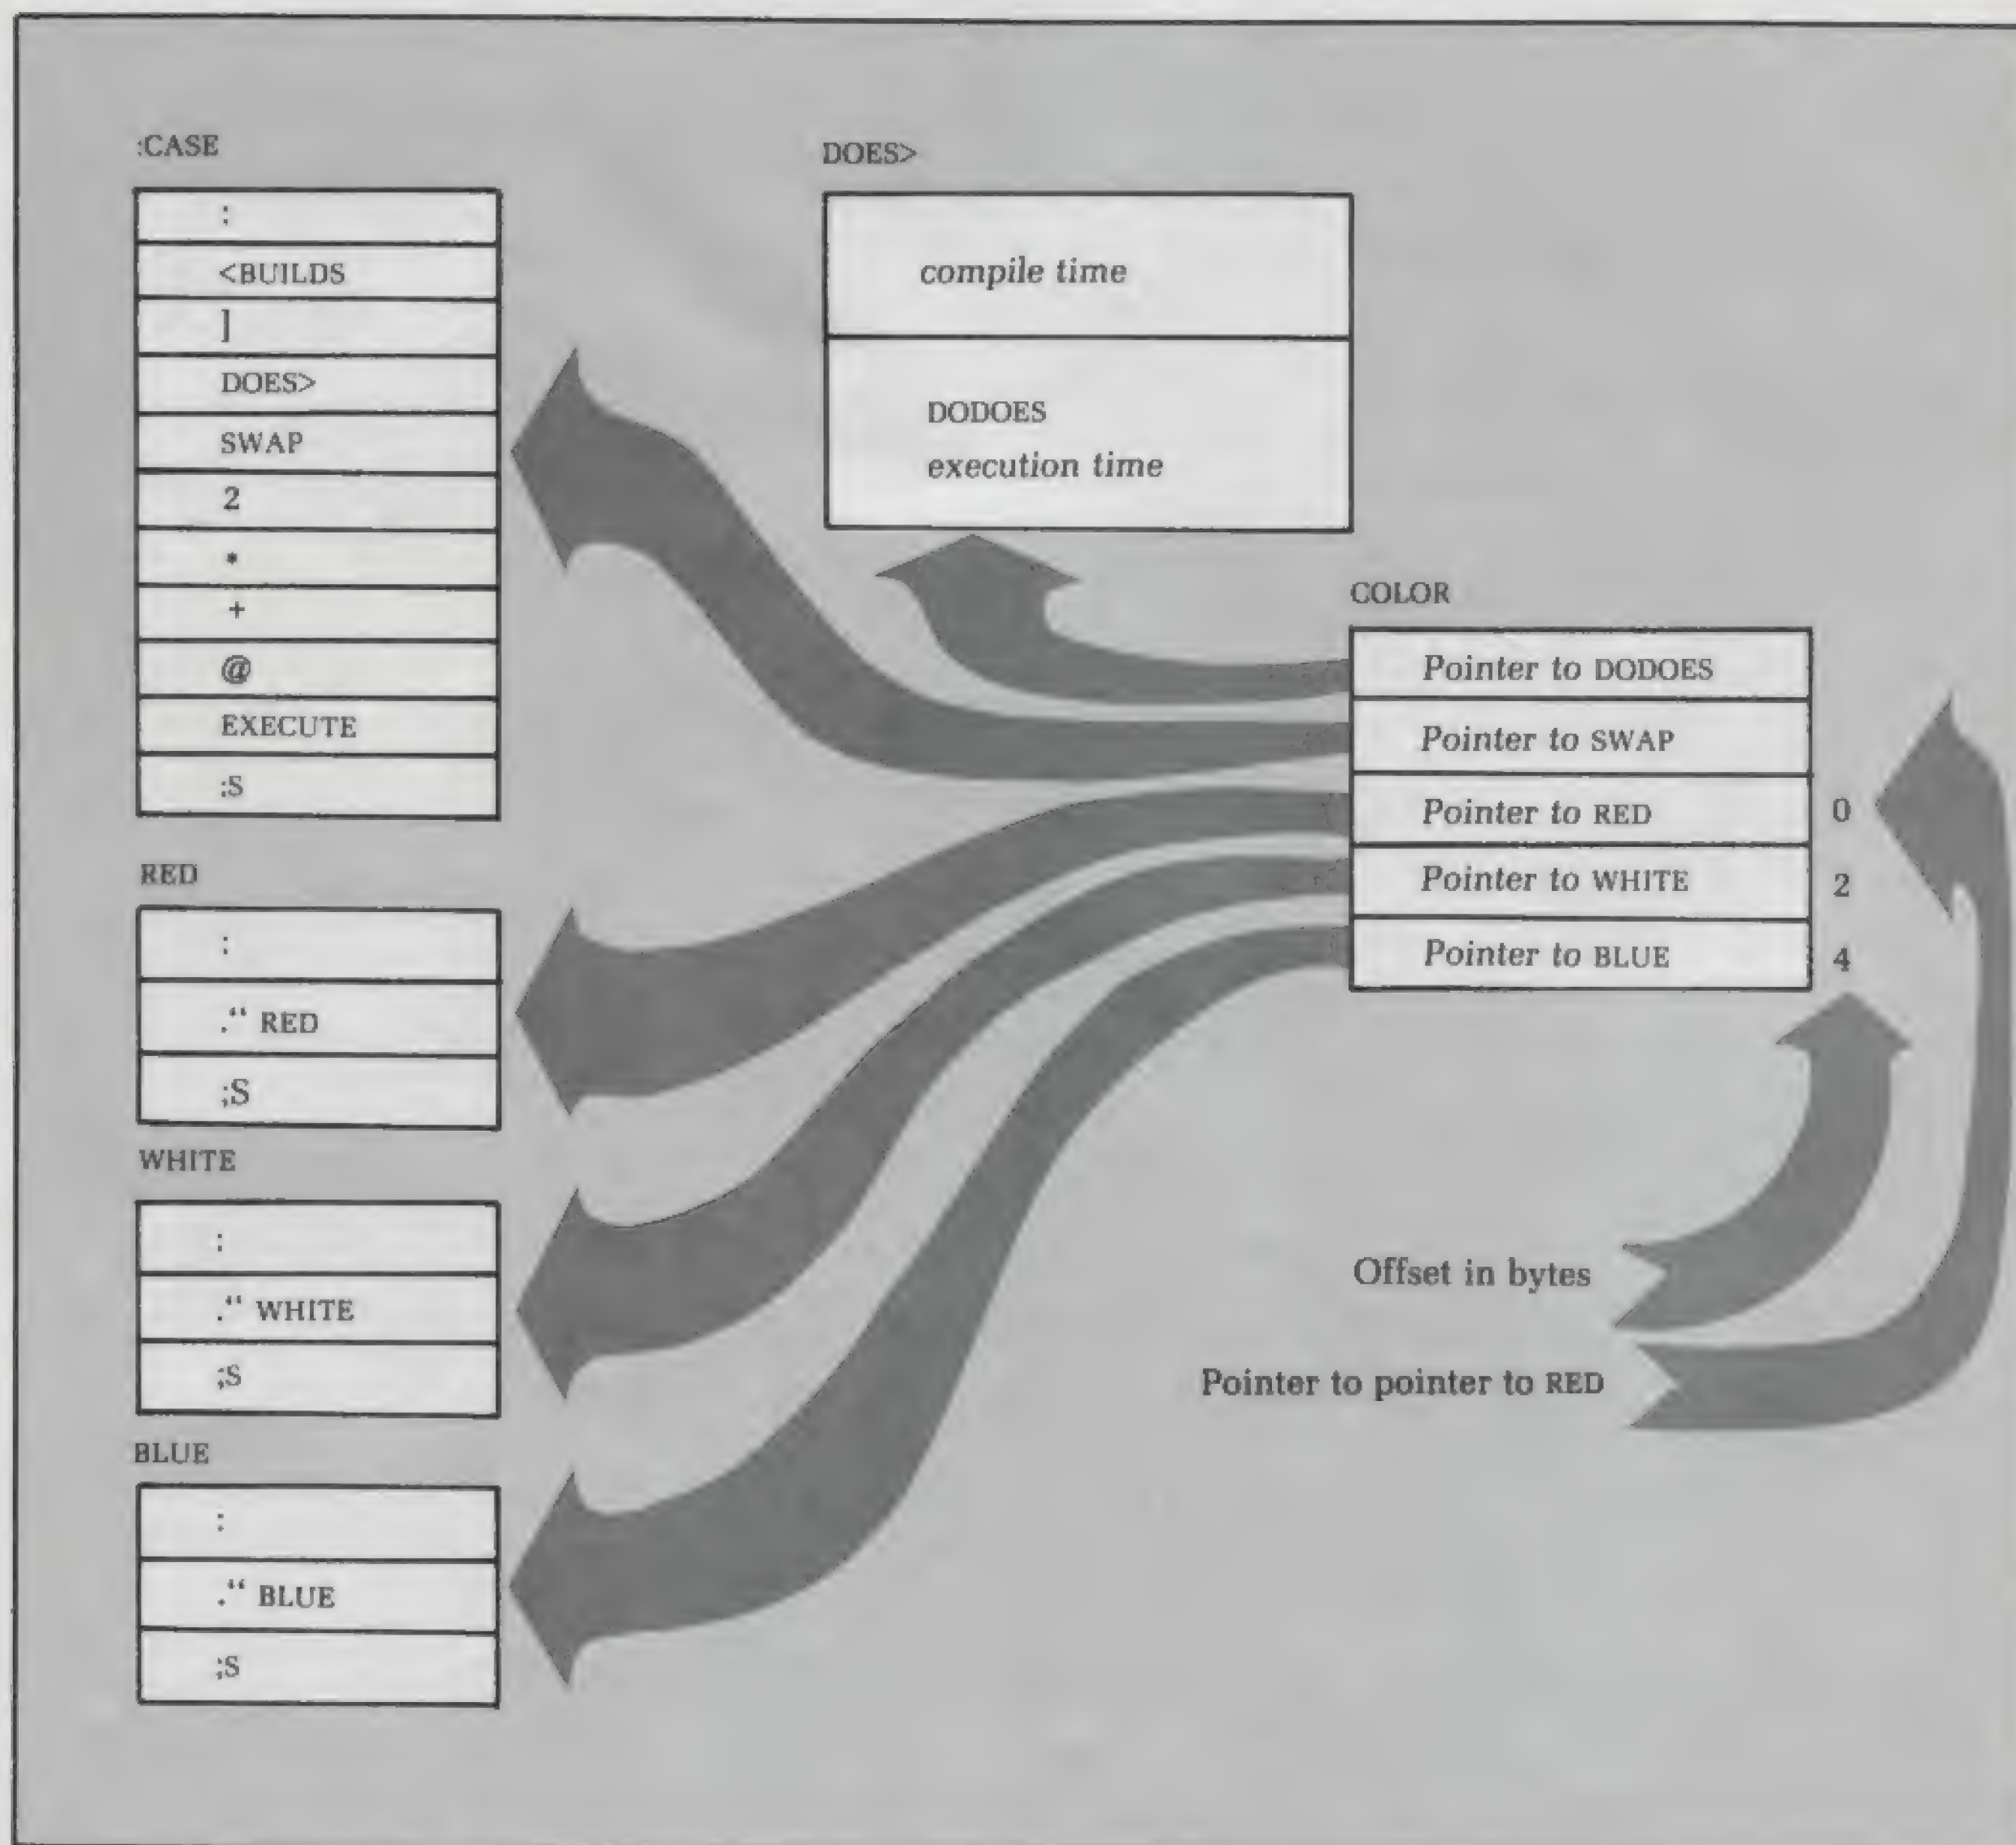 :CASE
:
<BUILDS
]
DOES>
SWAP
2
*
+
@
EXECUTE
;S
DOES>
compile time
DODOES
execution time
COLOR
Pointer to DODOES
Pointer to SWAP
Pointer to RED 0
Pointer to WHITE 2
Pointer to BLUE 4
RED
:
.“ RED
;S
WHITE
:
.“ WHITE
;S
BLUE
:
.“ BLUE
;S
Offset in bytes
Pointer to pointer to RED